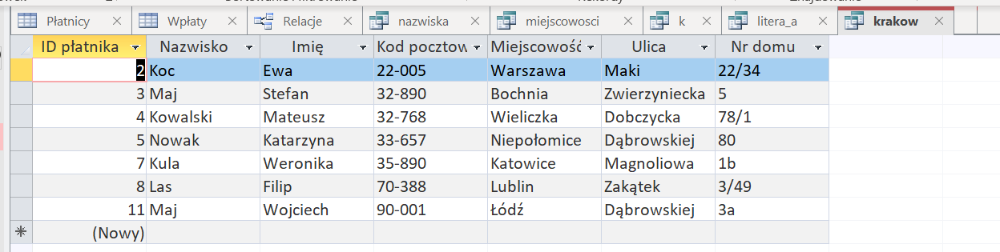 Płatnicy Wpłaty Relacje nazwiska miejscowosci k litera_a krakow
ID płatnika Nazwisko Imię Kod pocztow Miejscowość Ulica Nr domu
2 Koc Ewa 22-005 Warszawa Maki 22/34
3 Maj Stefan 32-890 Bochnia Zwierzyniecka 5
4 Kowalski Mateusz 32-768 Wieliczka Dobczycka 78/1
5 Nowak Katarzyna 33-657 Niepołomice Dąbrowskiej 80
7 Kula Weronika 35-890 Katowice Magnoliowa 1b
8 Las Filip 70-388 Lublin Zakątek 3/49
11 Maj Wojciech 90-001 Łódź Dąbrowskiej 3a
(Nowy)